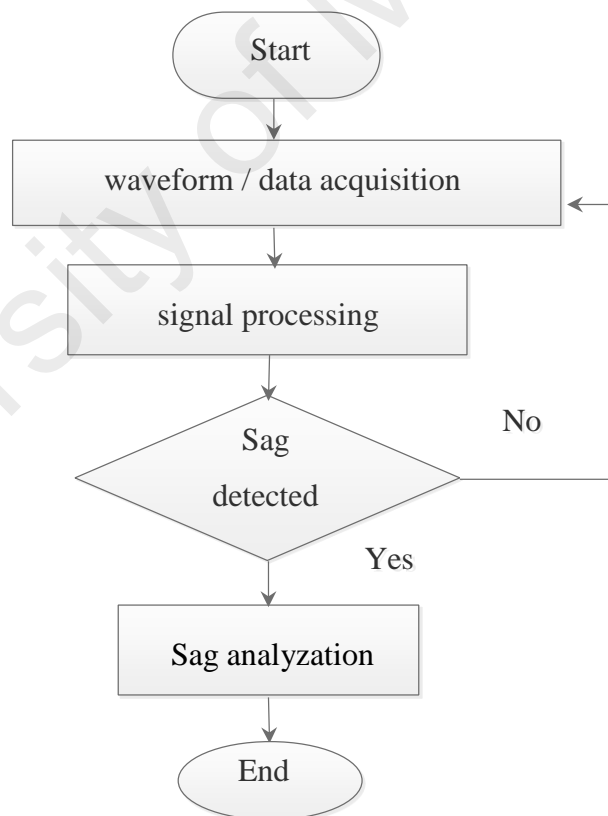 Start
waveform / data acquisition
signal processing
Sag
detected
No
Yes
Sag analyzation
End